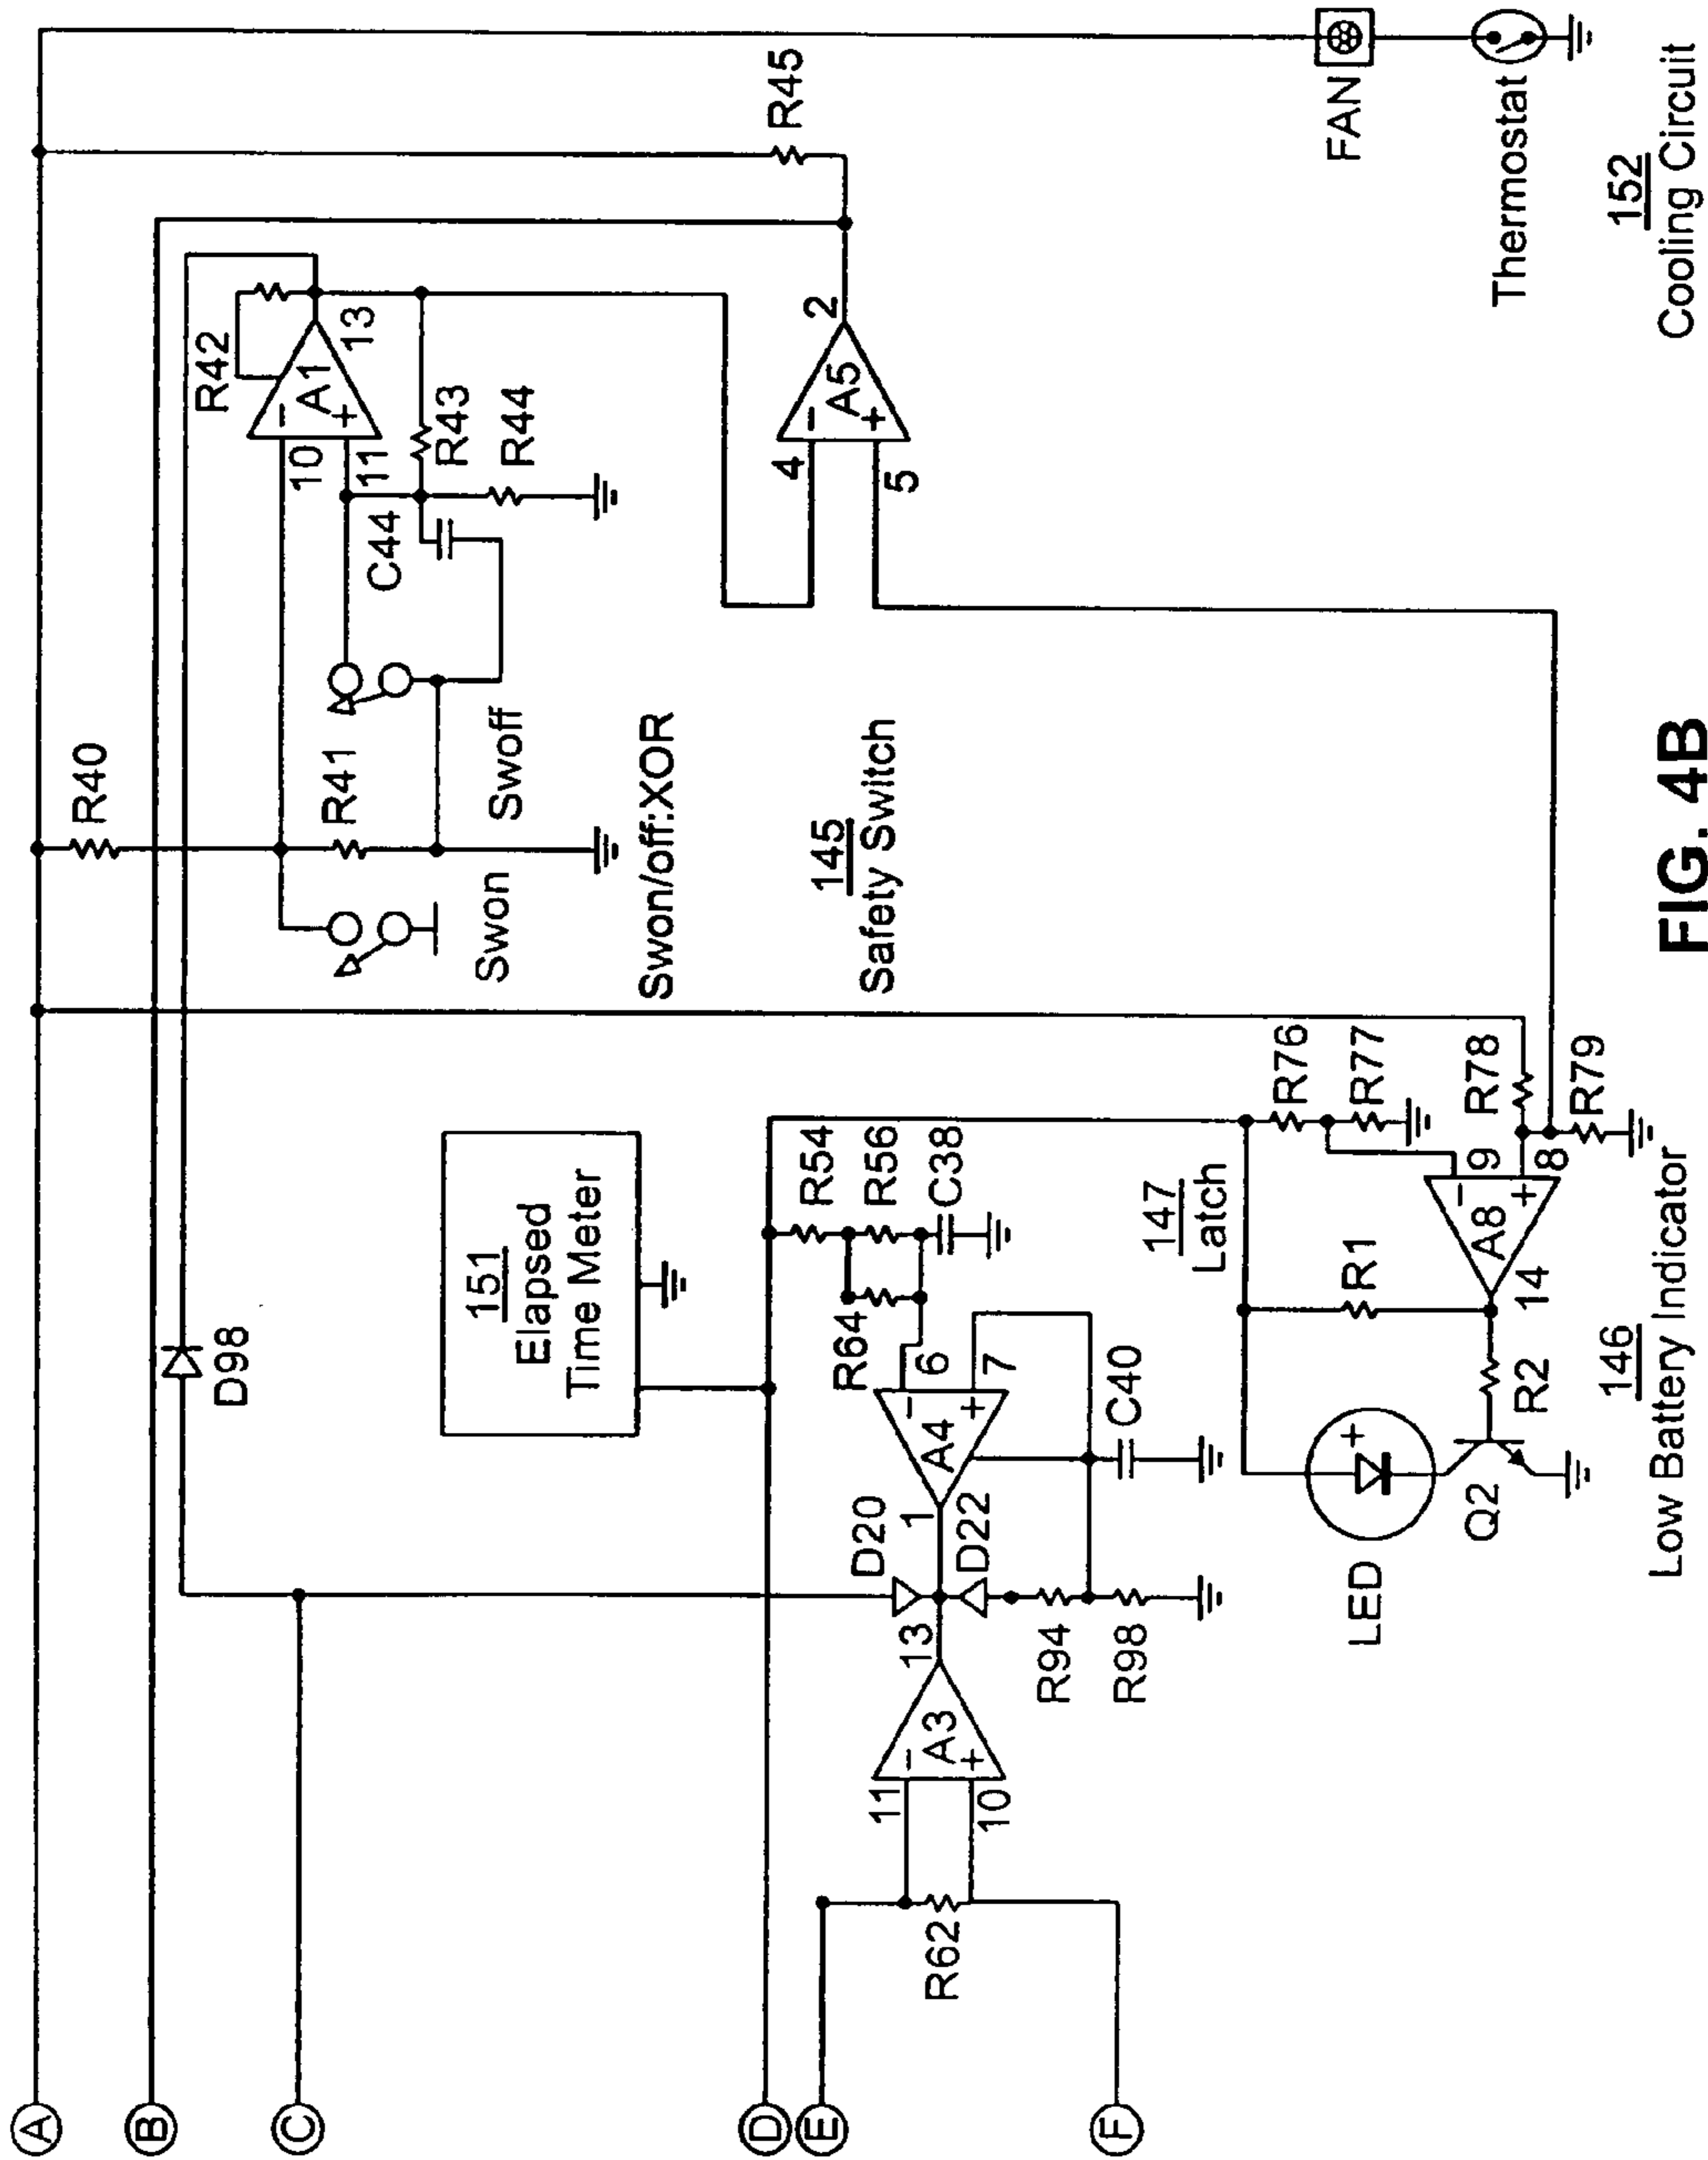 A
B
C
D
E
F
R40
R45
R42
A1
−
+
10
11
13
R43
R44
C44
R41
Swon
Swoff
Swon/off:XOR
145
Safety Switch
A5
−
+
4
5
2
FAN
Thermostat
152
Cooling Circuit
D98
151
Elapsed
Time Meter
R54
R56
C38
R64
A4
−
+
6
7
1
D20
D22
C40
R94
R98
A3
−
+
11
10
13
R62
147
Latch
R76
R77
R78
R79
A8
−
+
9
8
14
R1
R2
Q2
LED
+
146
Low Battery Indicator
FIG. 4B